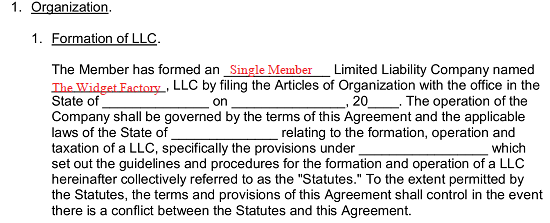 1. Organization.
1. Formation of LLC.
The Member has formed an _Single Member___ Limited Liability Company named
The Widget Factory_, LLC by filing the Articles of Organization with the office in the
State of ________________ on _________________, 20____. The operation of the
Company shall be governed by the terms of this Agreement and the applicable
laws of the State of ________________ relating to the formation, operation and
taxation of a LLC, specifically the provisions under ____________________ which
set out the guidelines and procedures for the formation and operation of a LLC
hereinafter collectively referred to as the "Statutes." To the extent permitted by
the Statutes, the terms and provisions of this Agreement shall control in the event
there is a conflict between the Statutes and this Agreement.